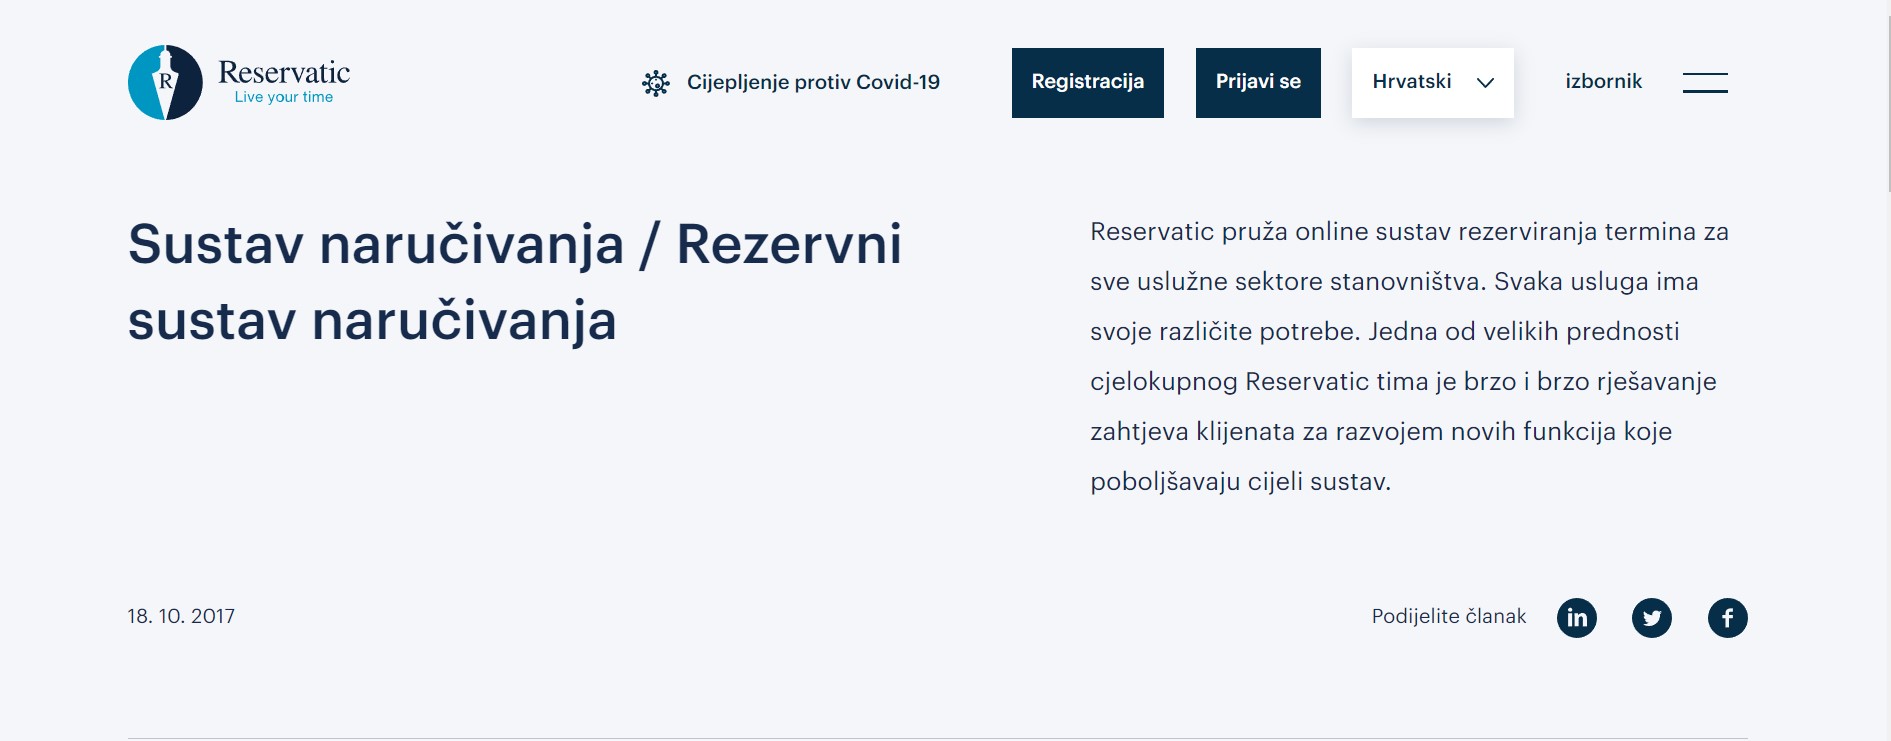 R
Reservatic
Live your time
Cijepljenje protiv Covid-19
Registracija
Prijavi se
Hrvatski
izbornik
Sustav naručivanja / Rezervni
sustav naručivanja
Reservatic pruža online sustav rezerviranja termina za
sve uslužne sektore stanovništva. Svaka usluga ima
svoje različite potrebe. Jedna od velikih prednosti
cjelokupnog Reservatic tima je brzo i brzo rješavanje
zahtjeva klijenata za razvojem novih funkcija koje
poboljšavaju cijeli sustav.
18. 10. 2017
Podijelite članak
in
f